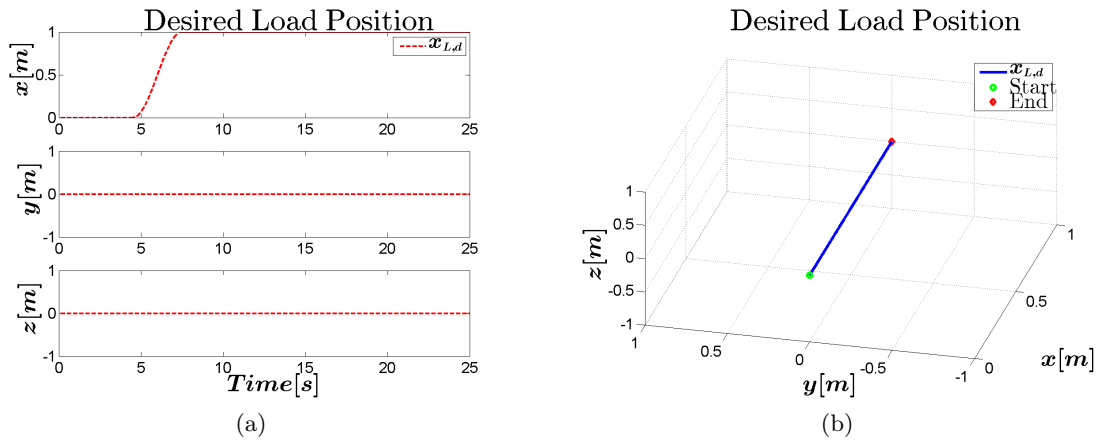 Desired Load Position
x[m]
1
0.5
0
x_{L,d}
0 5 10 15 20 25
y[m]
1
0
-1
0 5 10 15 20 25
z[m]
1
0
-1
0 5 10 15 20 25
Time[s]
(a)
Desired Load Position
x_{L,d}
Start
End
z[m]
1
0.5
0
-0.5
-1
1 0.5 0 -0.5 -1
y[m]
0 0.5 1
x[m]
(b)